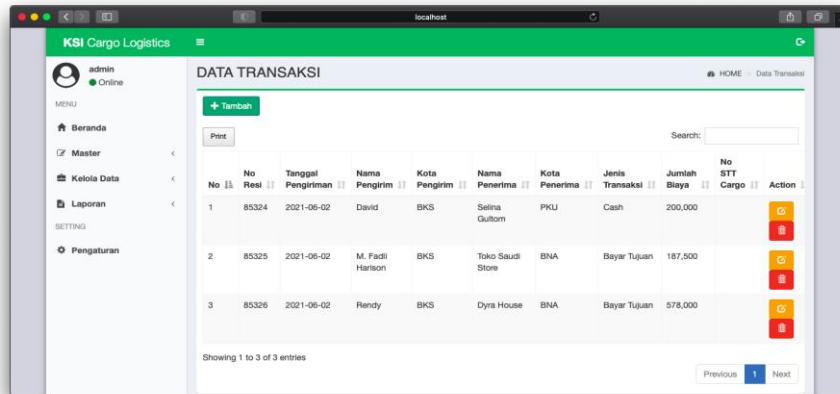 localhost
KSI Cargo Logistics
admin
Online
MENU
Beranda
Master
Kelola Data
Laporan
SETTING
Pengaturan
DATA TRANSAKSI
HOME > Data Transaksi
+ Tambah
Print
Search:
No No Resi Tanggal Pengiriman Nama Pengirim Kota Pengirim Nama Penerima Kota Penerima Jenis Transaksi Jumlah Biaya No STT Cargo Action
1 85324 2021-06-02 David BKS Selina Gultom PKU Cash 200,000
2 85325 2021-06-02 M. Fadli Harison BKS Toko Saudi Store BNA Bayar Tujuan 187,500
3 85326 2021-06-02 Rendy BKS Dyra House BNA Bayar Tujuan 578,000
Showing 1 to 3 of 3 entries
Previous 1 Next